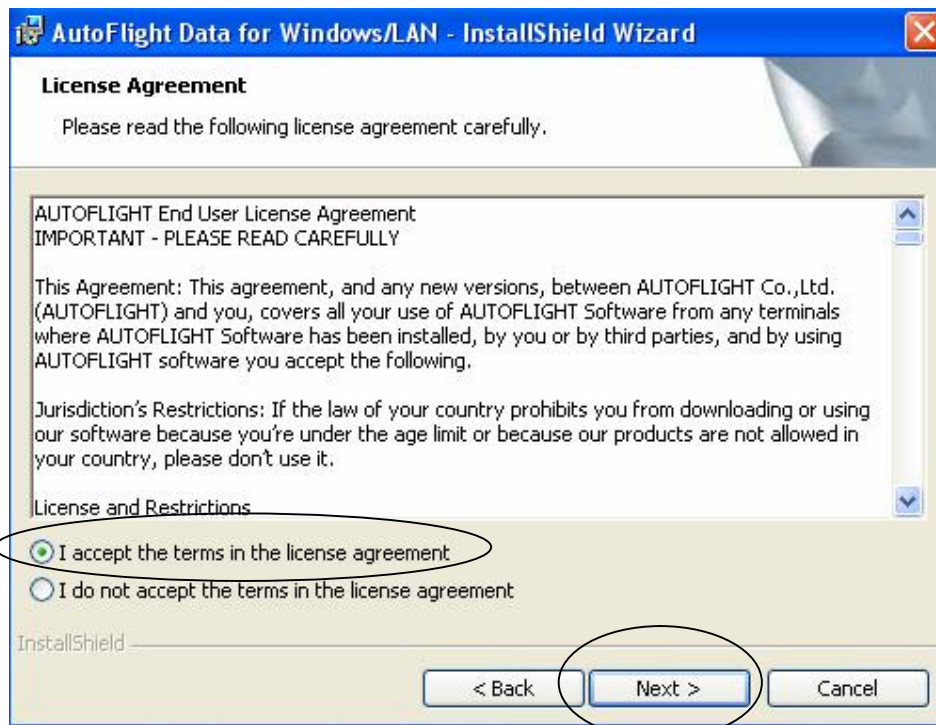 AutoFlight Data for Windows/LAN - InstallShield Wizard
License Agreement
Please read the following license agreement carefully.
AUTOFLIGHT End User License Agreement
IMPORTANT - PLEASE READ CAREFULLY
This Agreement: This agreement, and any new versions, between AUTOFLIGHT Co.,Ltd.
(AUTOFLIGHT) and you, covers all your use of AUTOFLIGHT Software from any terminals
where AUTOFLIGHT Software has been installed, by you or by third parties, and by using
AUTOFLIGHT software you accept the following.
Jurisdiction's Restrictions: If the law of your country prohibits you from downloading or using
our software because you're under the age limit or because our products are not allowed in
your country, please don't use it.
License and Restrictions
I accept the terms in the license agreement
I do not accept the terms in the license agreement
InstallShield
< Back Next > Cancel